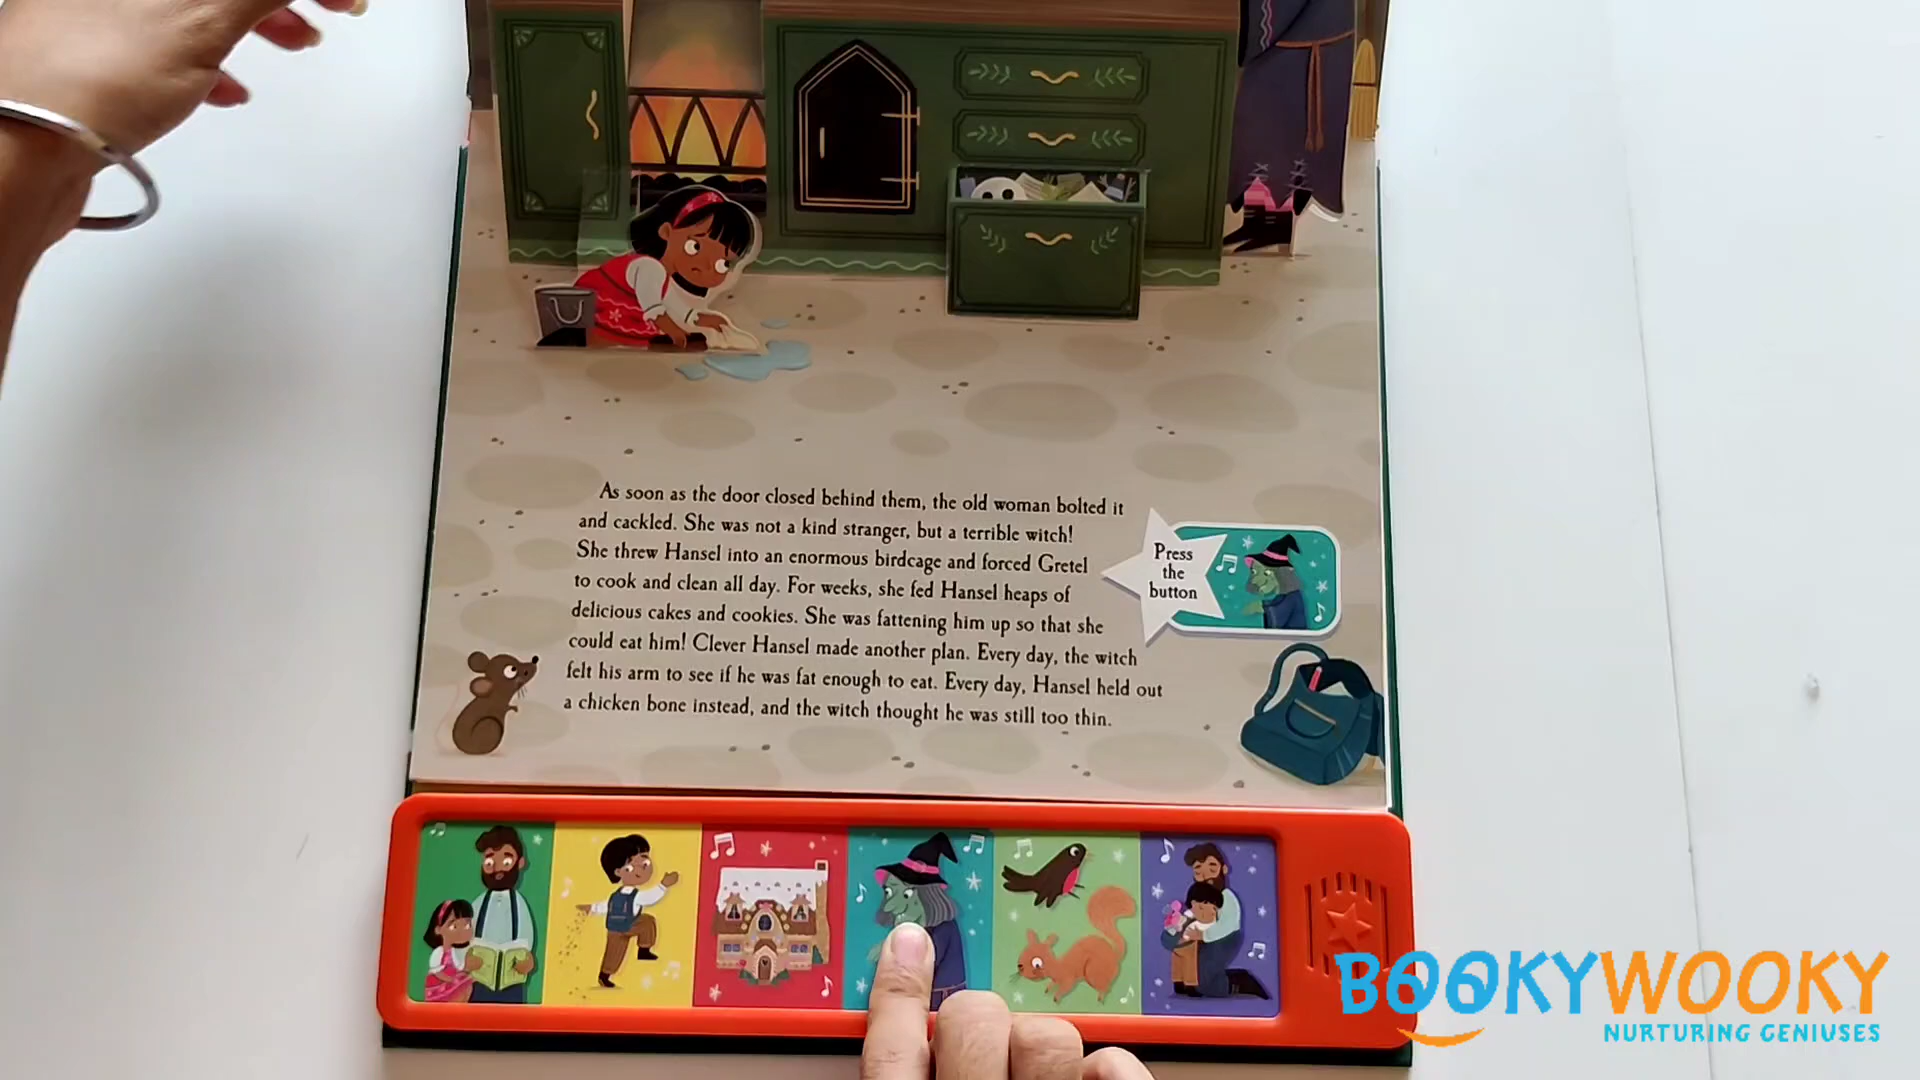 As soon as the door closed behind them, the old woman bolted it
and cackled. She was not a kind stranger, but a terrible witch!
She threw Hansel into an enormous birdcage and forced Gretel
to cook and clean all day. For weeks, she fed Hansel heaps of
delicious cakes and cookies. She was fattening him up so that she
could eat him! Clever Hansel made another plan. Every day, the witch
felt his arm to see if he was fat enough to eat. Every day, Hansel held out
a chicken bone instead, and the witch thought he was still too thin.
Press
the
button
BOOKYWOOKY
NURTURING GENIUSES